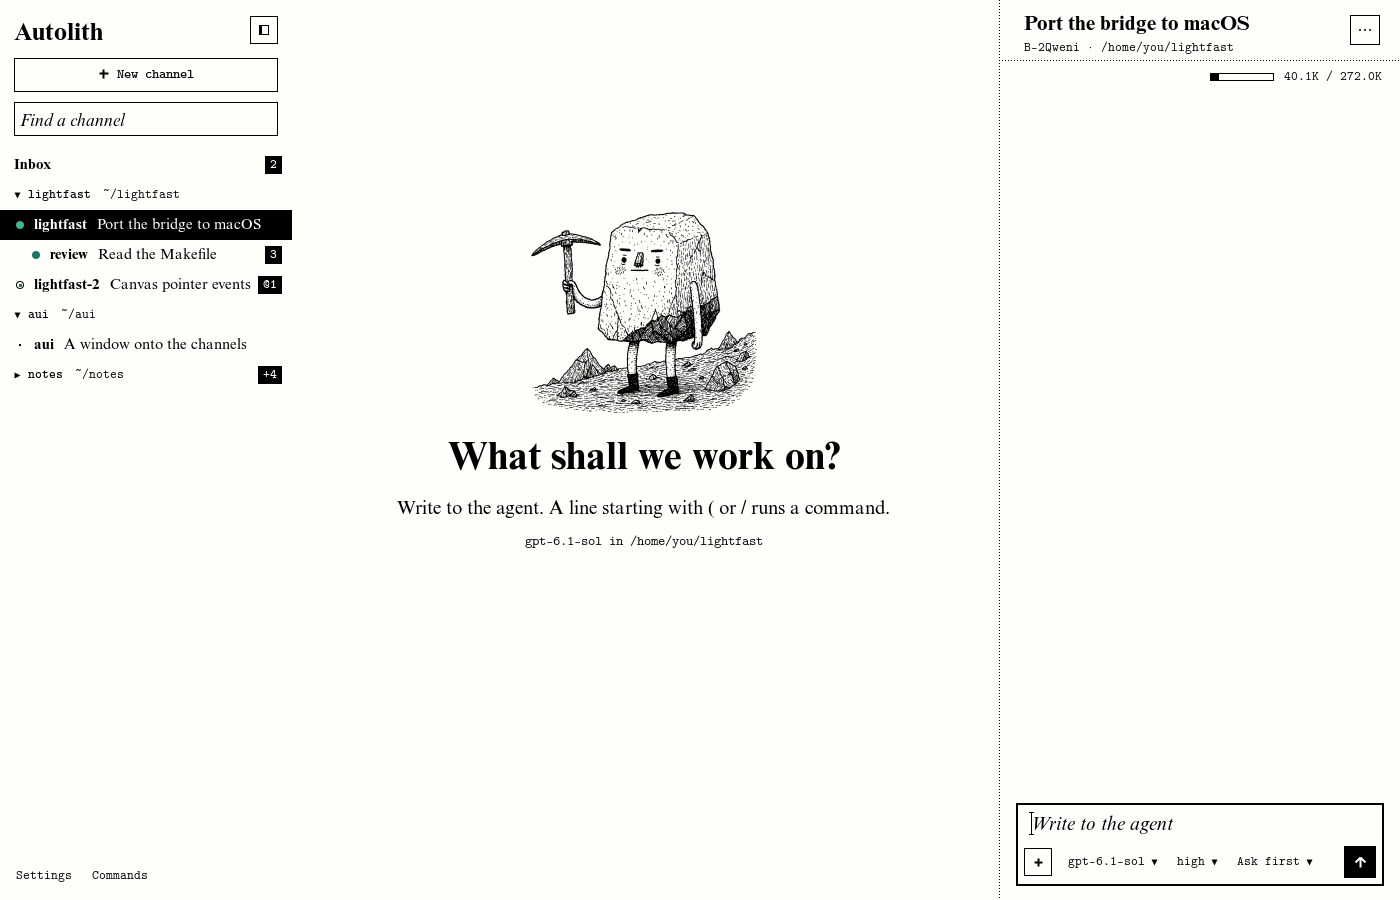 Autolith
+ New channel
Find a channel
Inbox 2
▼ lightfast ~/lightfast
lightfast Port the bridge to macOS
review Read the Makefile 3
lightfast-2 Canvas pointer events @1
▼ aui ~/aui
· aui A window onto the channels
▶ notes ~/notes +4
Settings Commands
What shall we work on?
Write to the agent. A line starting with ( or / runs a command.
gpt-6.1-sol in /home/you/lightfast
Port the bridge to macOS
B-2Qweni · /home/you/lightfast
40.1K / 272.0K
Write to the agent
+ gpt-6.1-sol ▼ high ▼ Ask first ▼